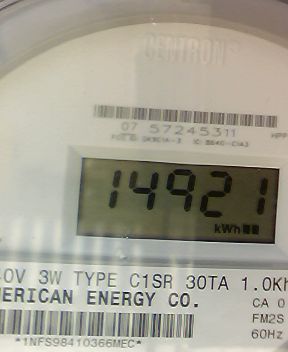 CENTRON
07 57245311
14921
kWh
0V 3W TYPE C1SR 30TA 1.0Kh
ERICAN ENERGY CO.
CA 0
FM2S
60Hz
*1NFS98410366MEC*